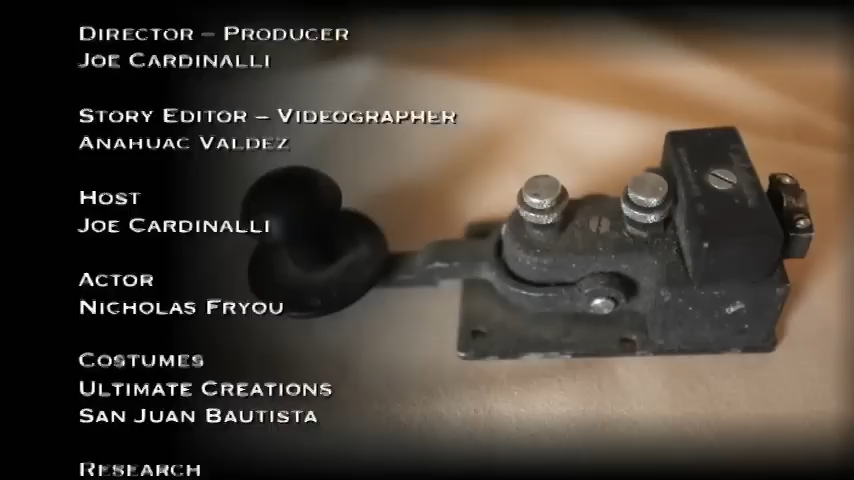 Director – Producer
Joe Cardinalli
Story Editor – Videographer
Anahuac Valdez
Host
Joe Cardinalli
Actor
Nicholas Fryou
Costumes
Ultimate Creations
San Juan Bautista
Research